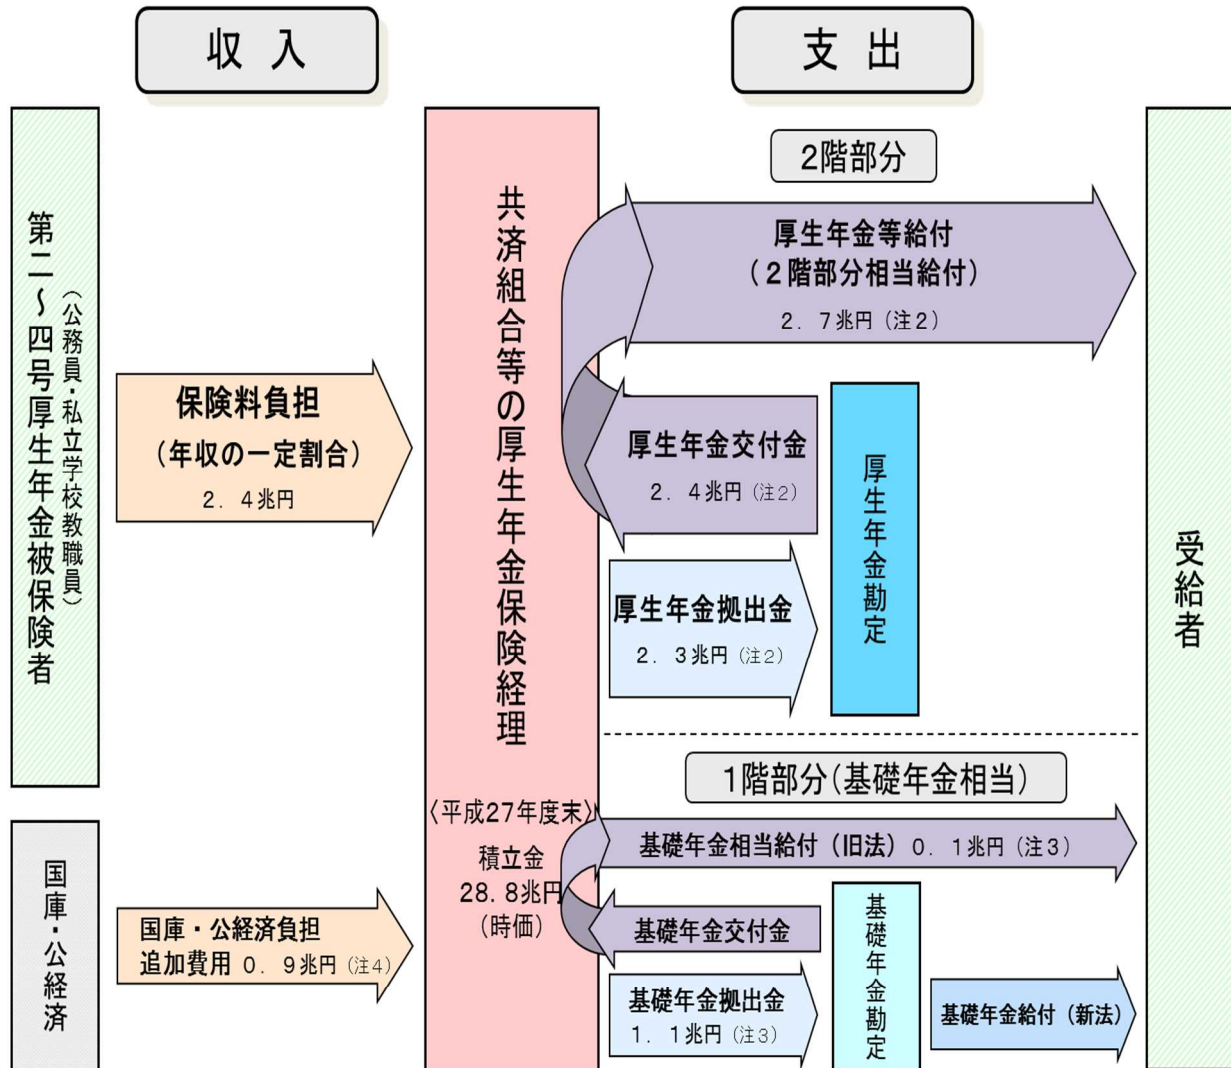 収 入
支 出
第二～四号厚生年金被保険者
（公務員・私立学校教職員）
保険料負担
（年収の一定割合）
２．４兆円
共済組合等の厚生年金保険経理
〈平成27年度末〉
積立金
28.8兆円
（時価）
2階部分
厚生年金等給付
（２階部分相当給付）
２．７兆円（注２）
厚生年金交付金
２．４兆円（注２）
厚生年金拠出金
２．３兆円（注２）
厚生年金勘定
受給者
1階部分（基礎年金相当）
基礎年金相当給付（旧法）０．１兆円（注３）
国庫・公経済
国庫・公経済負担
追加費用 ０．９兆円（注４）
基礎年金交付金
基礎年金拠出金
１．１兆円（注３）
基礎年金勘定
基礎年金給付（新法）